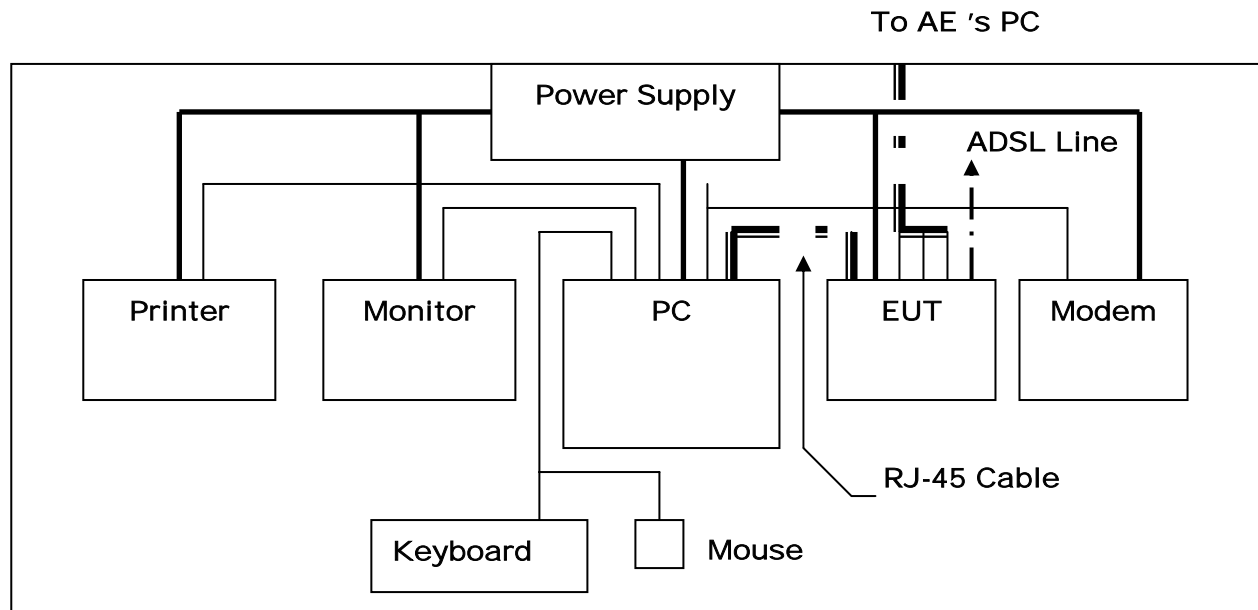 To AE 's PC
Power Supply
ADSL Line
Printer
Monitor
PC
EUT
Modem
RJ-45 Cable
Keyboard
Mouse